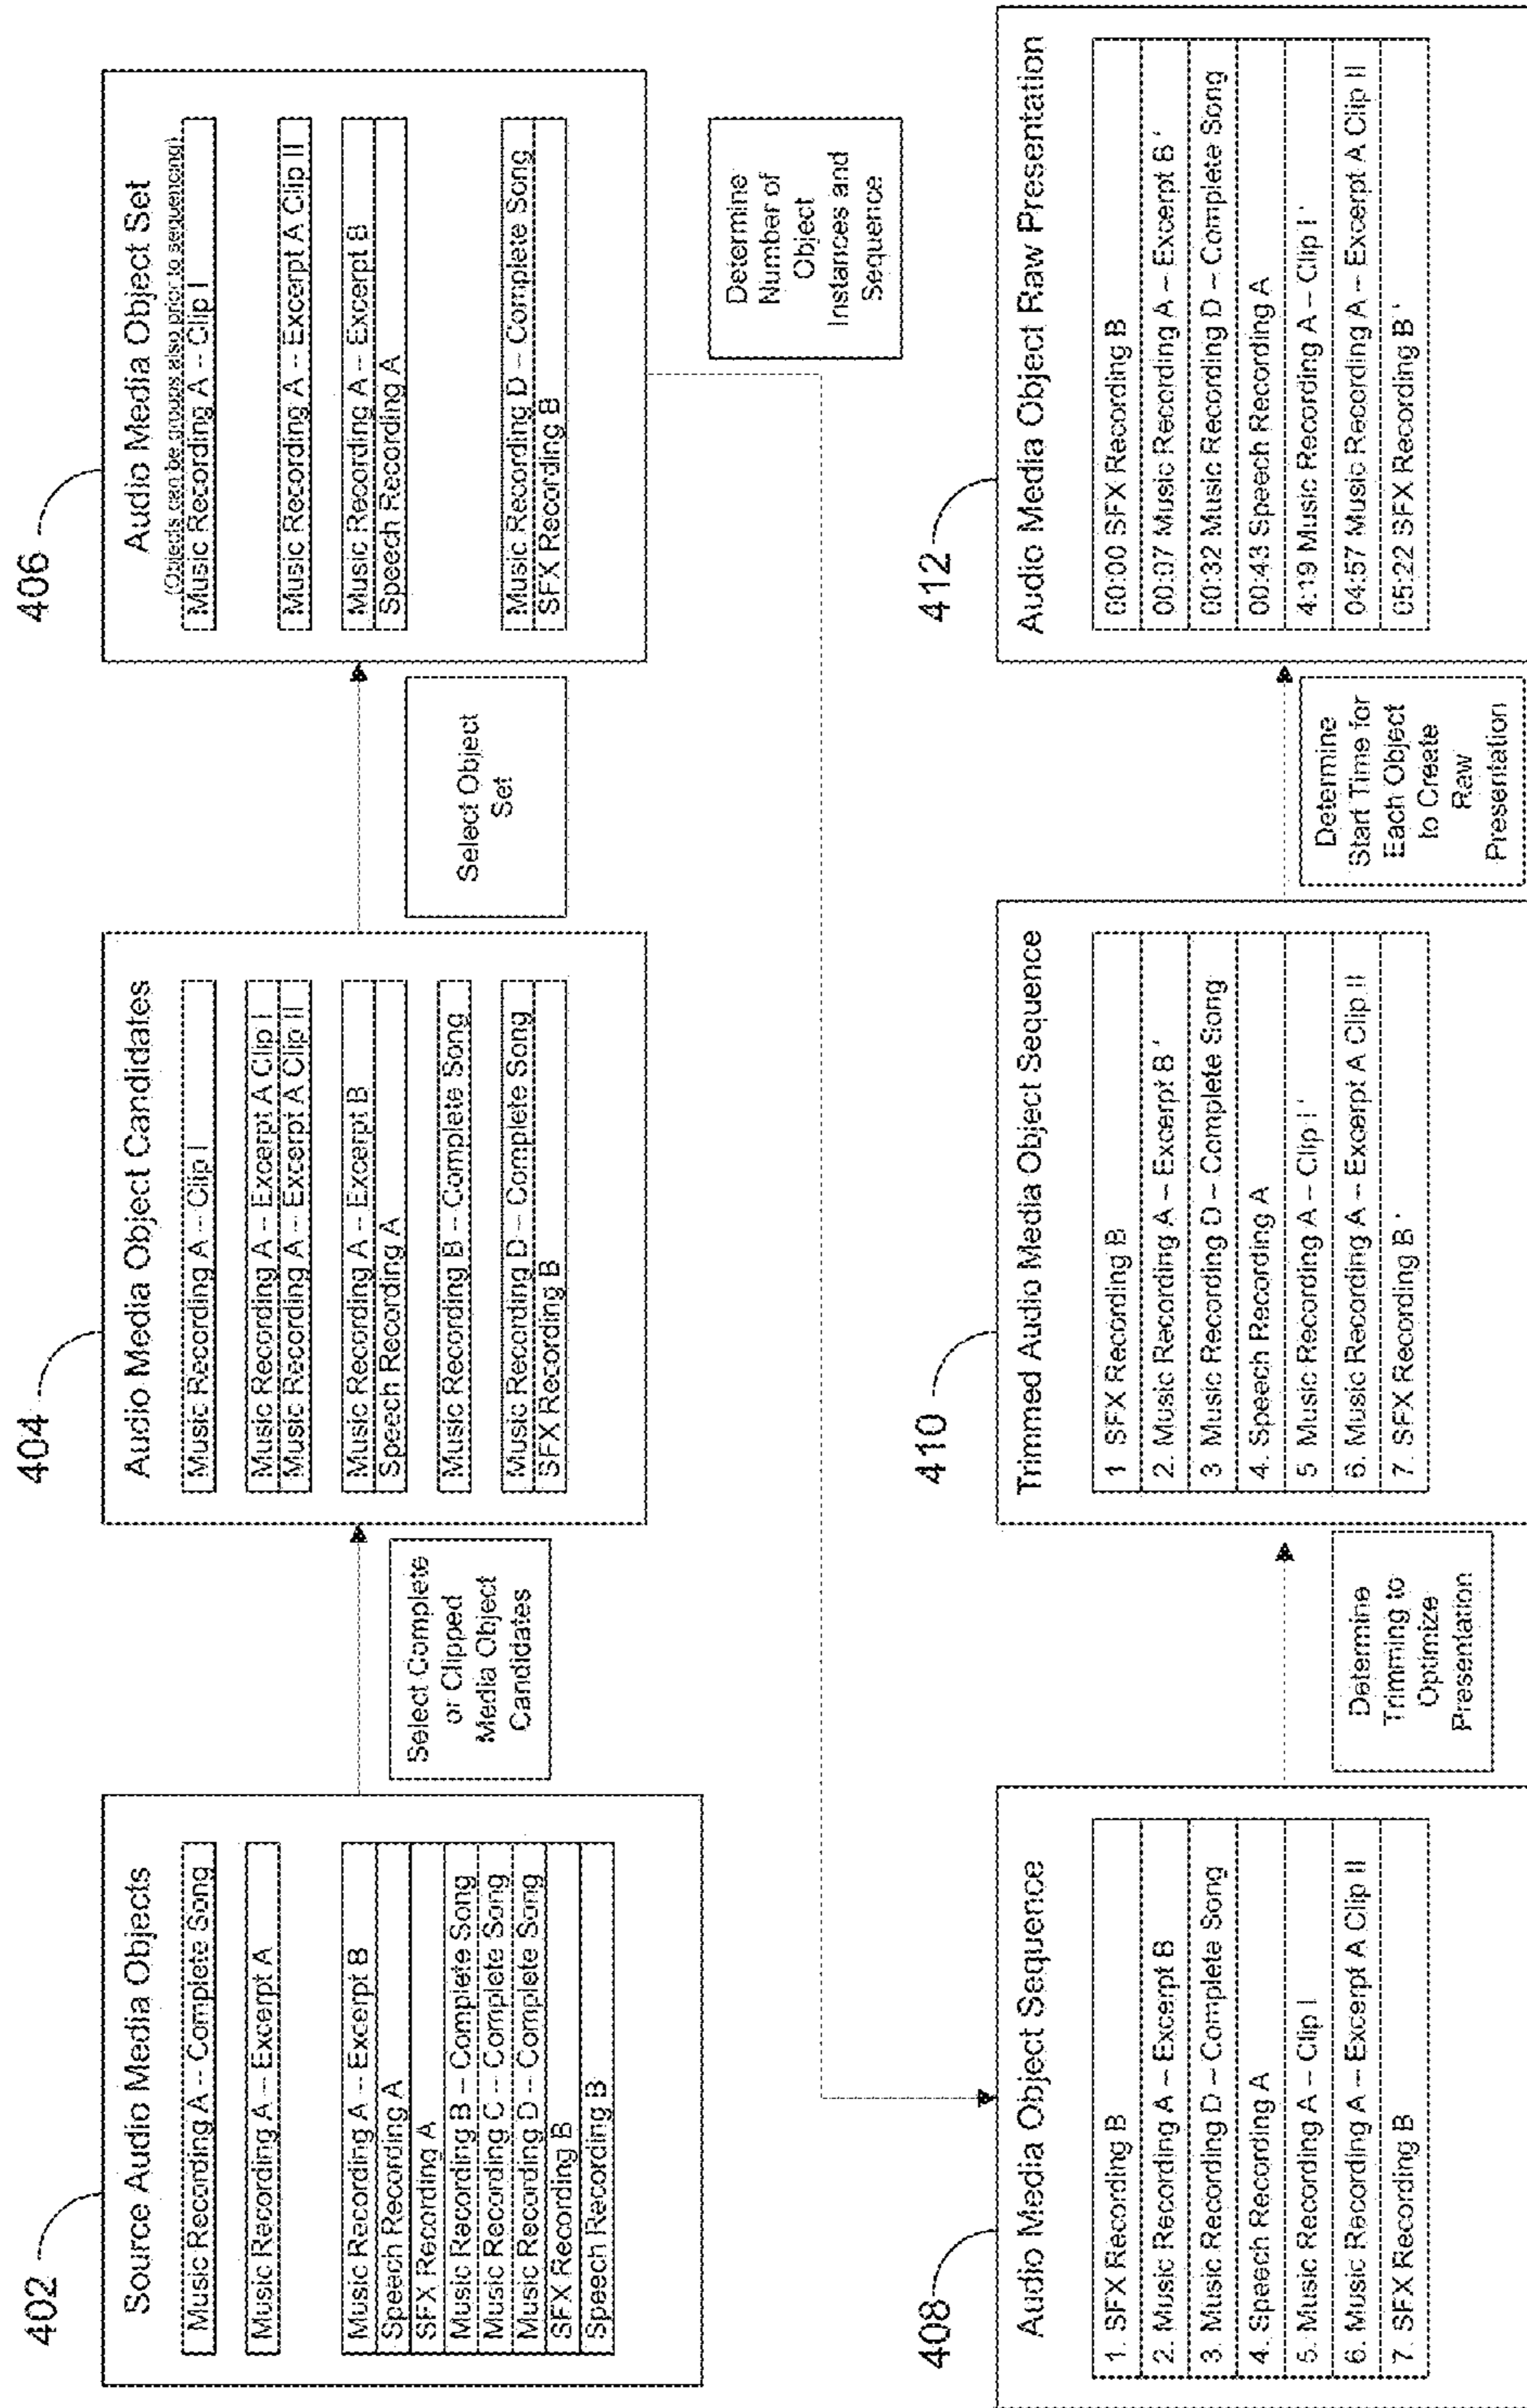 402
Source Audio Media Objects
Music Recording A -- Complete Song
Music Recording A -- Excerpt A
Music Recording A -- Excerpt B
Speech Recording A
SFX Recording A
Music Recording B -- Complete Song
Music Recording C -- Complete Song
Music Recording D -- Complete Song
SFX Recording B
Speech Recording B
Select Complete
or Clipped
Media Object
Candidates
404
Audio Media Object Candidates
Music Recording A -- Clip I
Music Recording A -- Excerpt A Clip I
Music Recording A -- Excerpt A Clip II
Music Recording A -- Excerpt B
Speech Recording A
Music Recording B -- Complete Song
Music Recording D -- Complete Song
SFX Recording B
Select Object
Set
406
Audio Media Object Set
(Objects can be groups also prior to sequencing)
Music Recording A -- Clip I
Music Recording A -- Excerpt A Clip II
Music Recording A -- Excerpt B
Speech Recording A
Music Recording D -- Complete Song
SFX Recording B
Determine
Number of
Object
Instances and
Sequence
408
Audio Media Object Sequence
1. SFX Recording B
2. Music Recording A -- Excerpt B
3. Music Recording D -- Complete Song
4. Speech Recording A
5. Music Recording A -- Clip I
6. Music Recording A -- Excerpt A Clip II
7. SFX Recording B
Determine
Trimming to
Optimize
Presentation
410
Trimmed Audio Media Object Sequence
1 SFX Recording B
2. Music Recording A -- Excerpt B '
3 Music Recording D -- Complete Song
4. Speech Recording A
5 Music Recording A -- Clip I '
6. Music Recording A -- Excerpt A Clip II
7. SFX Recording B '
Determine
Start Time for
Each Object
to Create
Raw
Presentation
412
Audio Media Object Raw Presentation
00:00 SFX Recording B
00:07 Music Recording A -- Excerpt B '
00:32 Music Recording D -- Complete Song
00:43 Speech Recording A
4:19 Music Recording A -- Clip I '
04:57 Music Recording A -- Excerpt A Clip II
05:22 SFX Recording B '